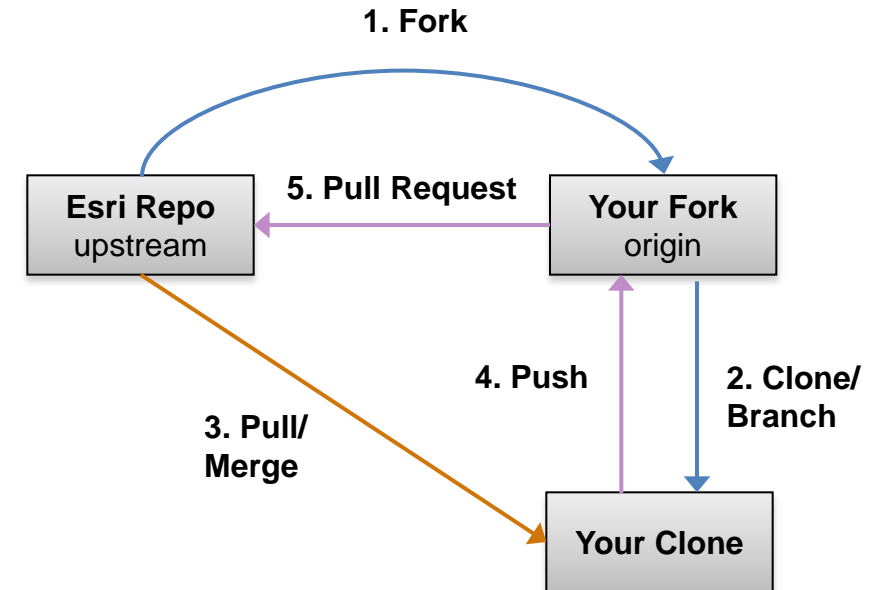 1. Fork
Esri Repo
upstream
5. Pull Request
Your Fork
origin
4. Push
2. Clone/
Branch
3. Pull/
Merge
Your Clone